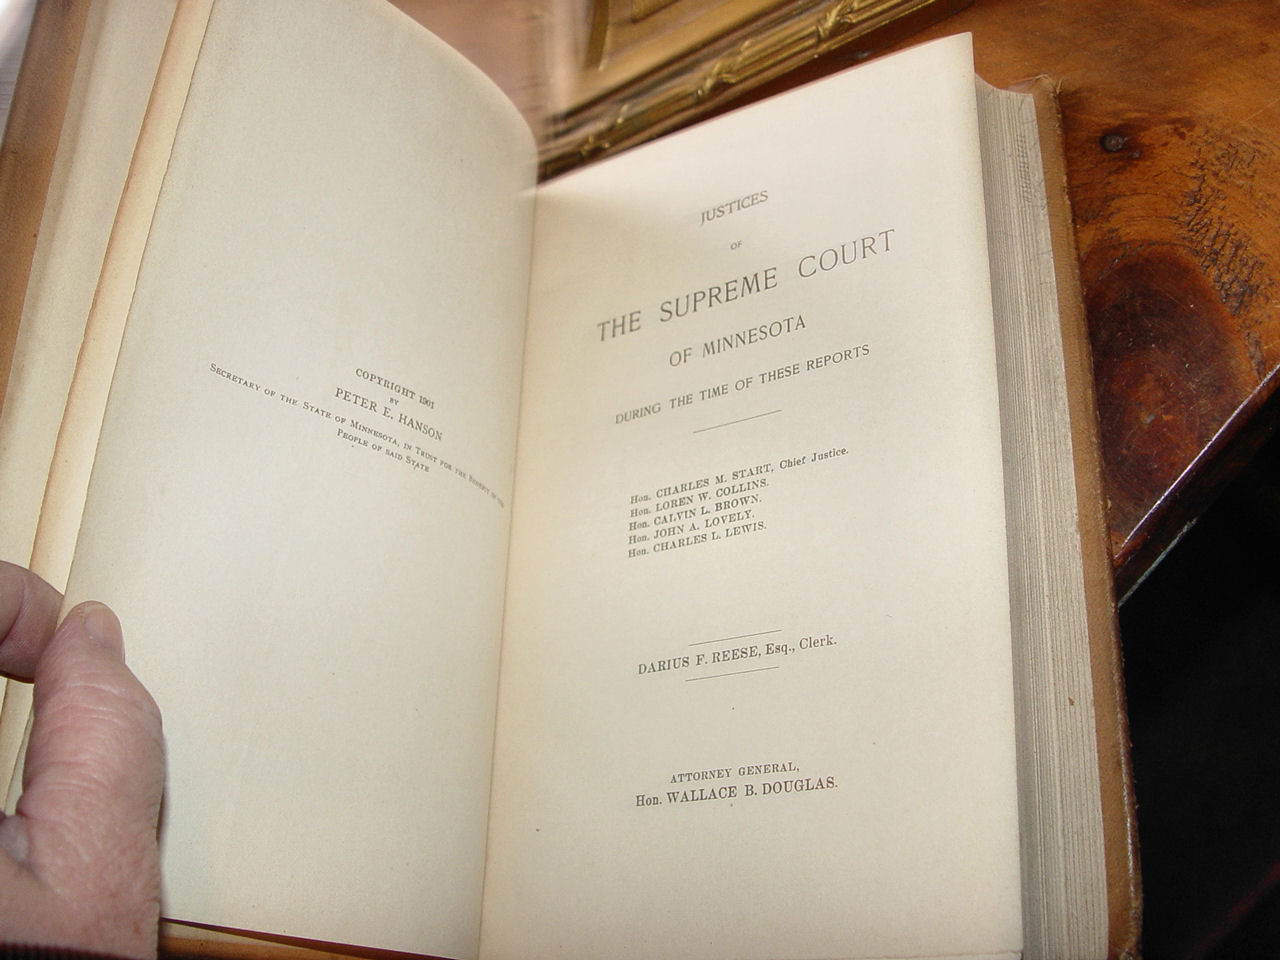 COPYRIGHT 1901
BY
PETER E. HANSON
SECRETARY OF THE STATE OF MINNESOTA, IN TRUST FOR THE BENEFIT OF THE
PEOPLE OF SAID STATE
JUSTICES
OF
THE SUPREME COURT
OF MINNESOTA
DURING THE TIME OF THESE REPORTS
Hon. CHARLES M. START, Chief Justice.
Hon. LOREN W. COLLINS.
Hon. CALVIN L. BROWN.
Hon. JOHN A. LOVELY.
Hon. CHARLES L. LEWIS.
DARIUS F. REESE, Esq., Clerk.
ATTORNEY GENERAL,
Hon. WALLACE B. DOUGLAS.